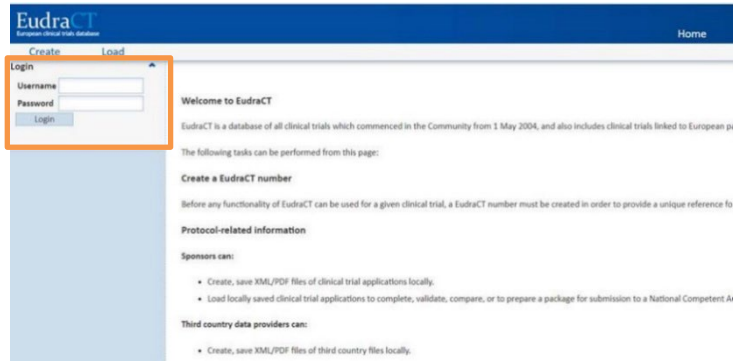 EudraCT
European clinical trials database
Home
Create Load
Login
Username
Password
Login
Welcome to EudraCT
EudraCT is a database of all clinical trials which commenced in the Community from 1 May 2004, and also includes clinical trials linked to European
The following tasks can be performed from this page:
Create a EudraCT number
Before any functionality of EudraCT can be used for a given clinical trial, a EudraCT number must be created in order to provide a unique reference
Protocol-related information
Sponsors can:
• Create, save XML/PDF files of clinical trial applications locally.
• Load locally saved clinical trial applications to complete, validate, compare, or to prepare a package for submission to a National Competent
Third country data providers can:
• Create, save XML/PDF files of third country files locally.